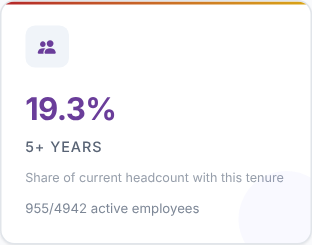 19.3%
5+ YEARS
Share of current headcount with this tenure
955/4942 active employees